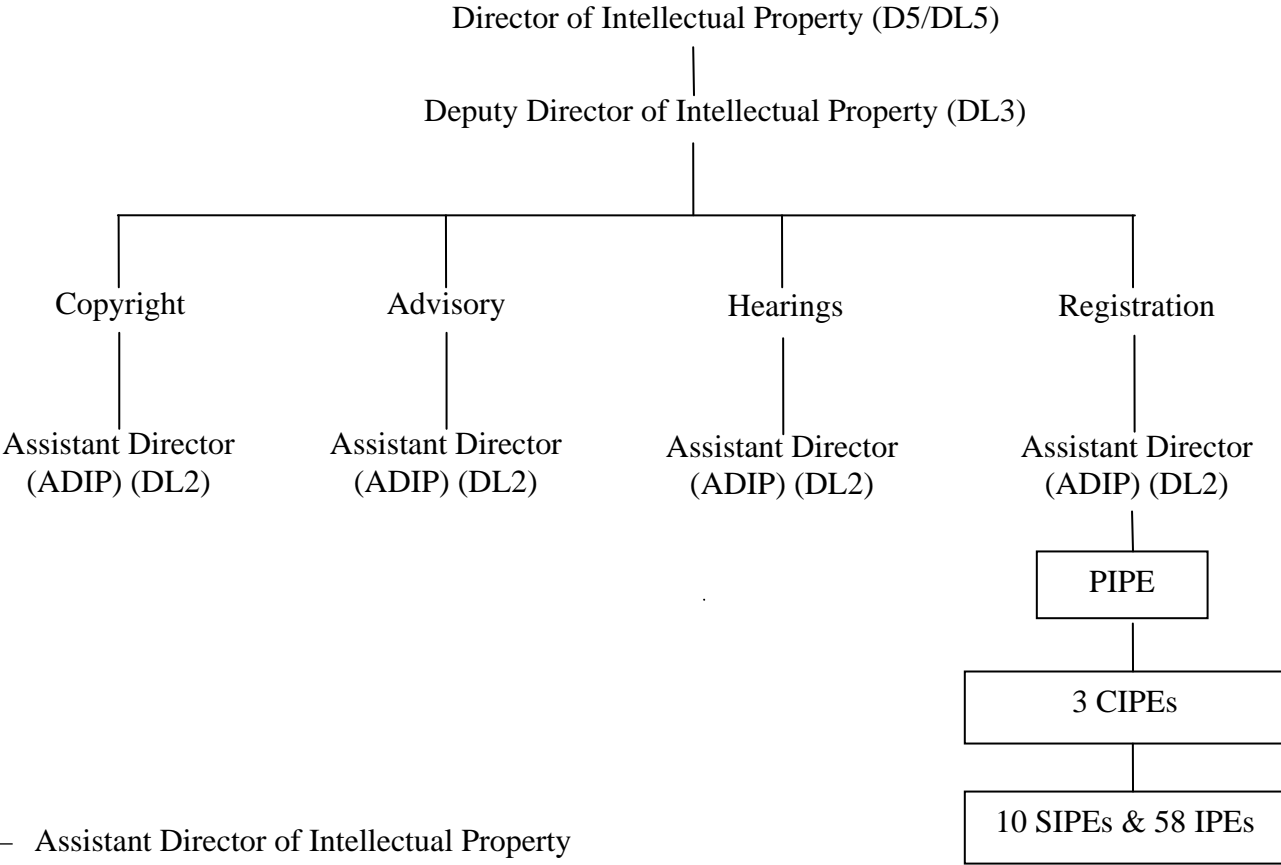 Director of Intellectual Property (D5/DL5)
Deputy Director of Intellectual Property (DL3)
Copyright
Advisory
Hearings
Registration
Assistant Director
(ADIP) (DL2)
Assistant Director
(ADIP) (DL2)
Assistant Director
(ADIP) (DL2)
Assistant Director
(ADIP) (DL2)
PIPE
3 CIPEs
10 SIPEs & 58 IPEs
– Assistant Director of Intellectual Property